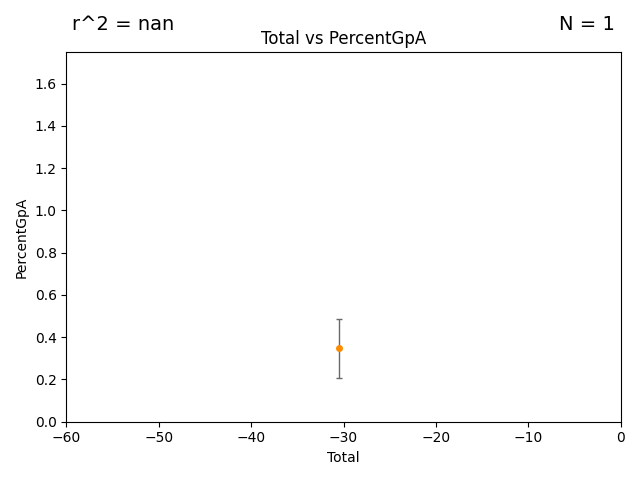 r^2 = nan
N = 1
Total vs PercentGpA
PercentGpA
1.6
1.4
1.2
1.0
0.8
0.6
0.4
0.2
0.0
−60 −50 −40 −30 −20 −10 0
Total